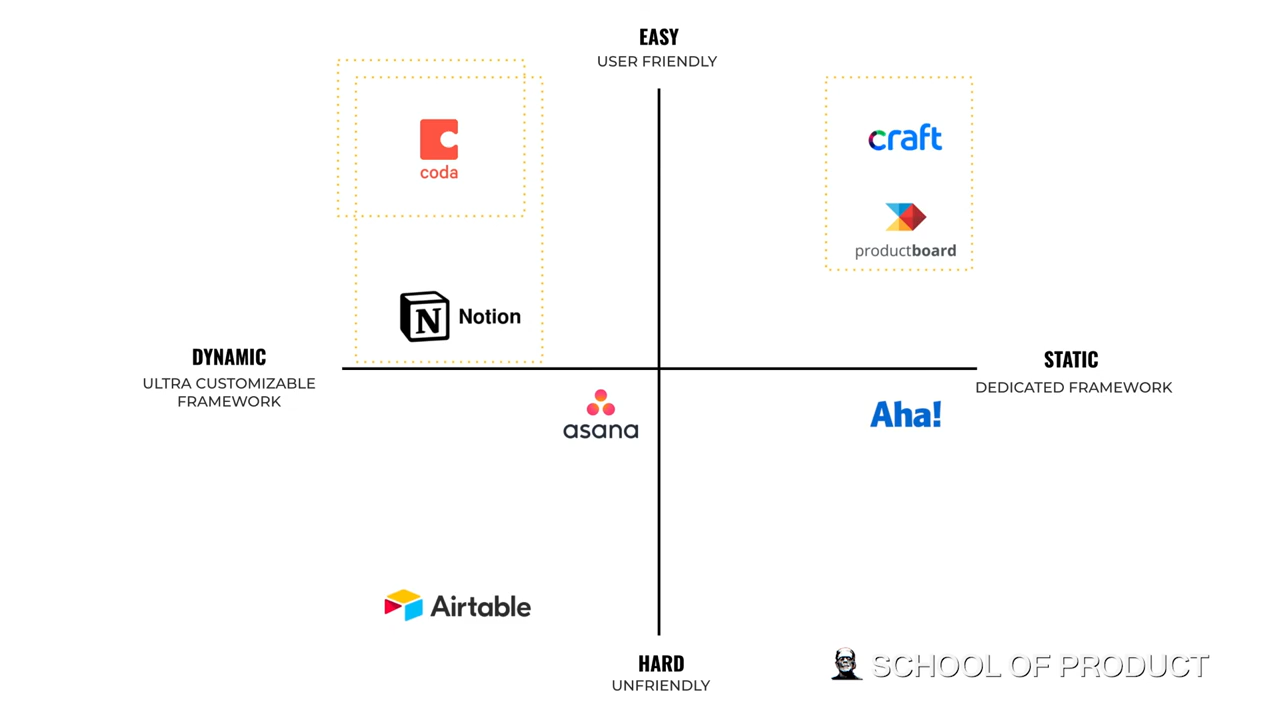 EASY
USER FRIENDLY
craft
coda
productboard
Notion
DYNAMIC
ULTRA CUSTOMIZABLE
FRAMEWORK
STATIC
DEDICATED FRAMEWORK
Aha!
asana
Airtable
HARD
UNFRIENDLY
SCHOOL OF PRODUCT